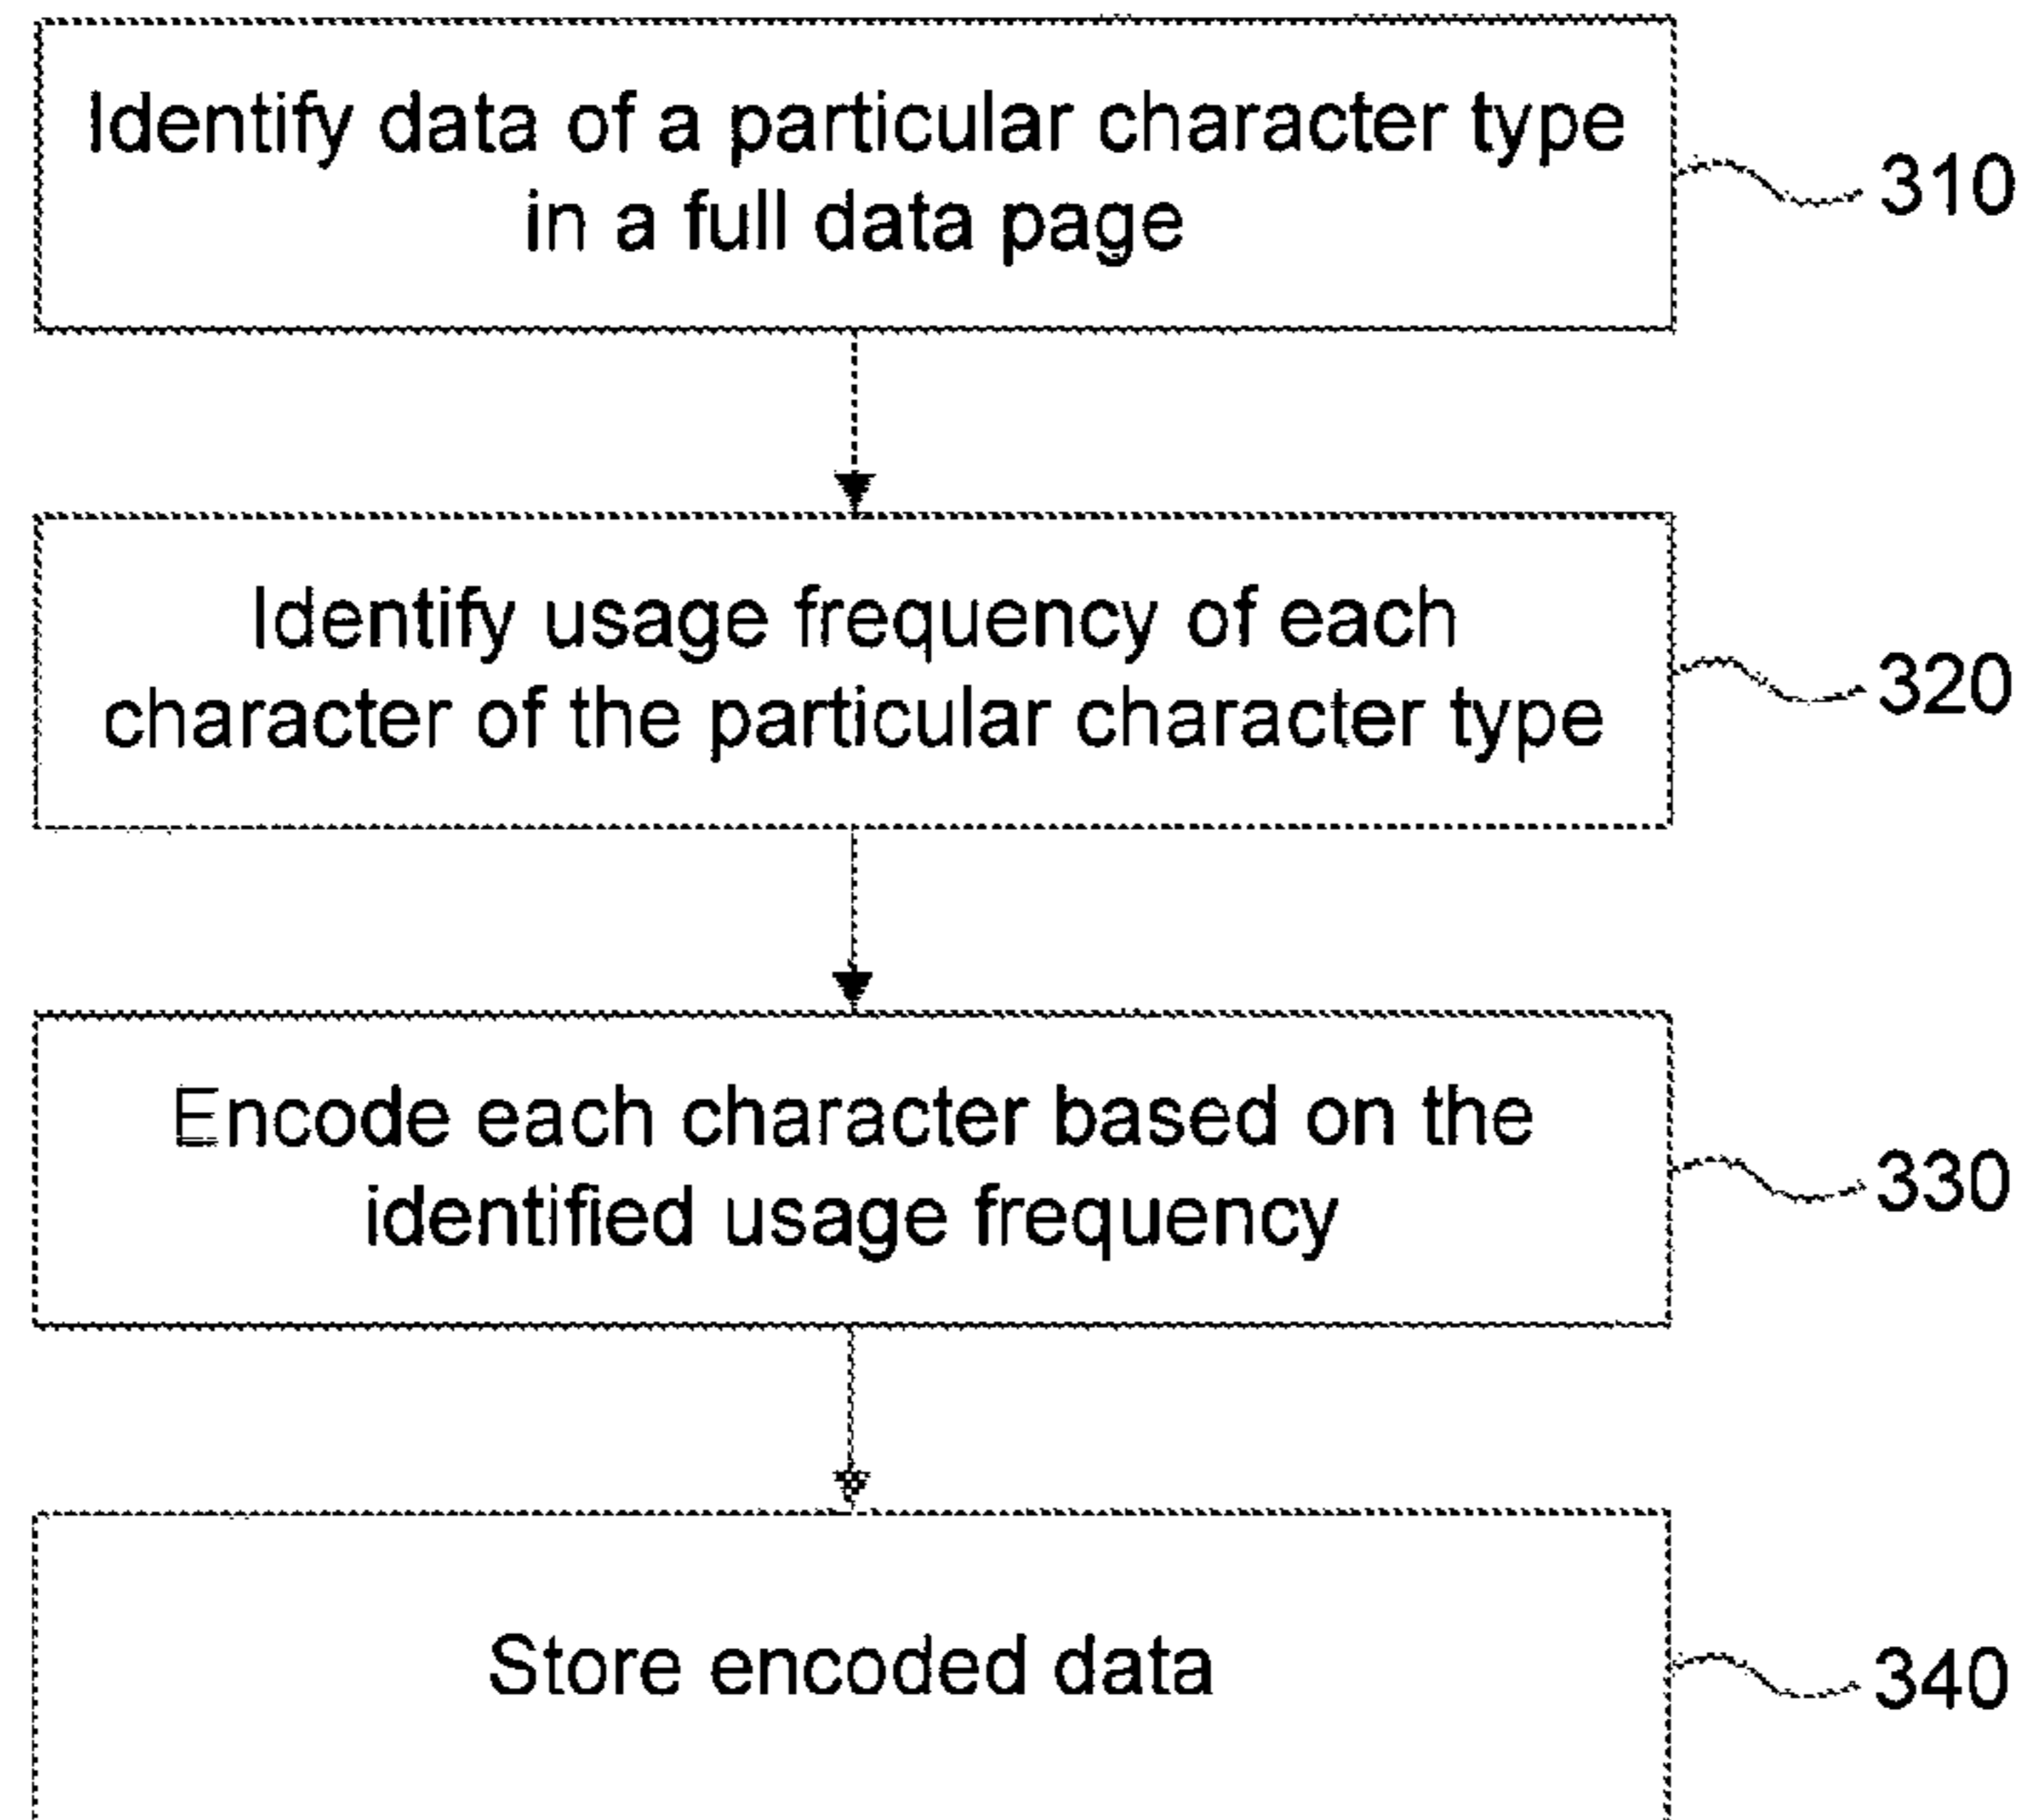 Identify data of a particular character type
in a full data page
310
Identify usage frequency of each
character of the particular character type
320
Encode each character based on the
identified usage frequency
330
Store encoded data
340